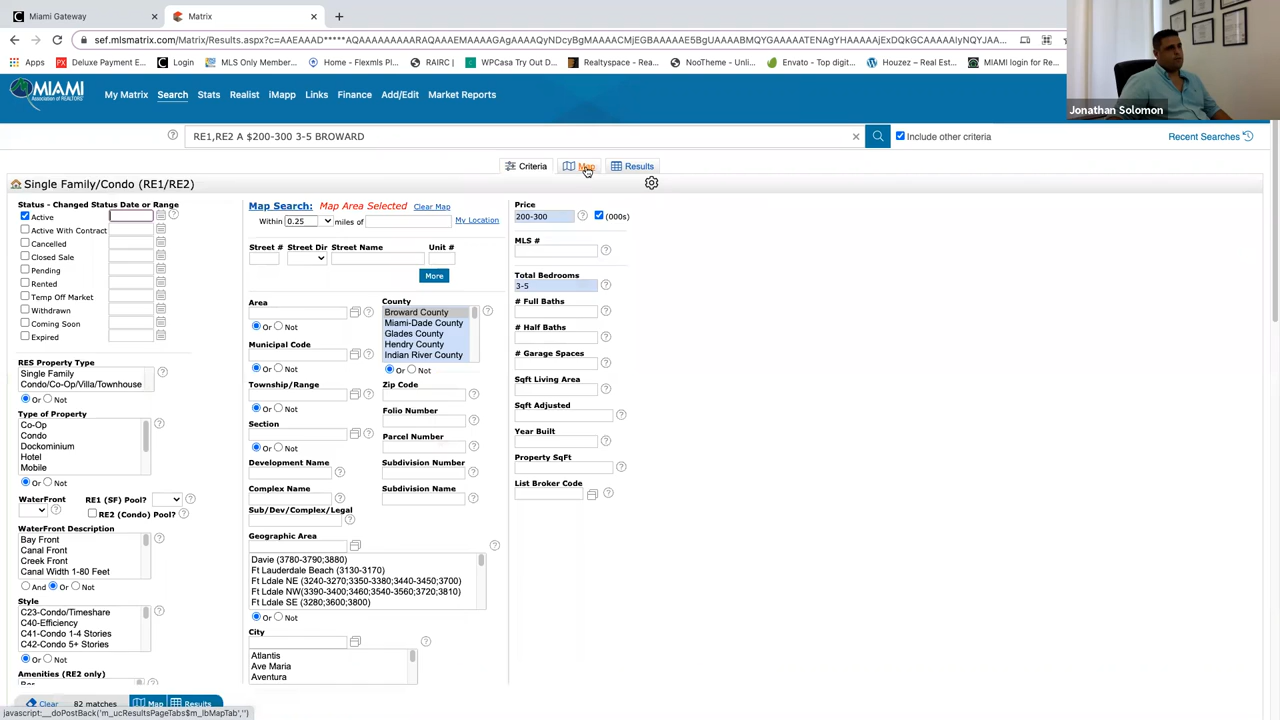 Miami Gateway
Matrix
sef.mlsmatrix.com/Matrix/Results.aspx?c=AAEAAAD*****AQAAAAAAAAARAQAAAEMAAAAGAgAAAAQyNDcyBgMAAAACMjEGBAAAAAE5BgUAAAABMQYGAAAAATENAgYHAAAAAjExDQkGCAAAAAIyNQ...
Apps
Deluxe Payment E...
Login
MLS Only Member...
Home - Flexmls Pr...
RAIRC |
WPCasa Try Out D...
Realtyspace - Rea...
NooTheme - Unlo...
Envato - Top digit...
Houzez – Real Est...
MIAMI login for Re...
Jonathan Solomon
MIAMI
Association of REALTORS
My Matrix
Search
Stats
Realist
iMapp
Links
Finance
Add/Edit
Market Reports
RE1,RE2 A $200-300 3-5 BROWARD
Include other criteria
Recent Searches
Criteria
Map
Results
Single Family/Condo (RE1/RE2)
Status - Changed Status Date or Range
Active
Active With Contract
Cancelled
Closed Sale
Pending
Rented
Temp Off Market
Withdrawn
Coming Soon
Expired
RES Property Type
Single Family
Condo/Co-Op/Villa/Townhouse
Or Not
Type of Property
Co-Op
Condo
Dockominium
Hotel
Mobile
Or Not
WaterFront
RE1 (SF) Pool?
RE2 (Condo) Pool?
WaterFront Description
Bay Front
Canal Front
Creek Front
Canal Width 1-80 Feet
And Or Not
Style
C23-Condo/Timeshare
C40-Efficiency
C41-Condo 1-4 Stories
C42-Condo 5+ Stories
Or Not
Amenities (RE2 only)
Map Search: Map Area Selected Clear Map
Within 0.25 miles of
My Location
Street # Street Dir Street Name Unit #
More
Area
Or Not
Municipal Code
Or Not
Township/Range
Or Not
Section
Or Not
Development Name
Complex Name
Sub/Dev/Complex/Legal
County
Broward County
Miami-Dade County
Glades County
Hendry County
Indian River County
Or Not
Zip Code
Folio Number
Parcel Number
Subdivision Number
Subdivision Name
Geographic Area
Davie (3780-3790;3880)
Ft Lauderdale Beach (3130-3170)
Ft Ldale NE (3240-3270;3350-3380;3440-3450;3700)
Ft Ldale NW(3390-3400;3460;3540-3560;3720;3810)
Ft Ldale SE (3280;3600;3800)
Or Not
City
Atlantis
Ave Maria
Aventura
Price
200-300
(000s)
MLS #
Total Bedrooms
3-5
# Full Baths
# Half Baths
# Garage Spaces
Sqft Living Area
Sqft Adjusted
Year Built
Property SqFt
List Broker Code
Clear
82 matches
Map
Results
javascript:__doPostBack('m_ucResultsPageTabs$m_lbMapTab','')